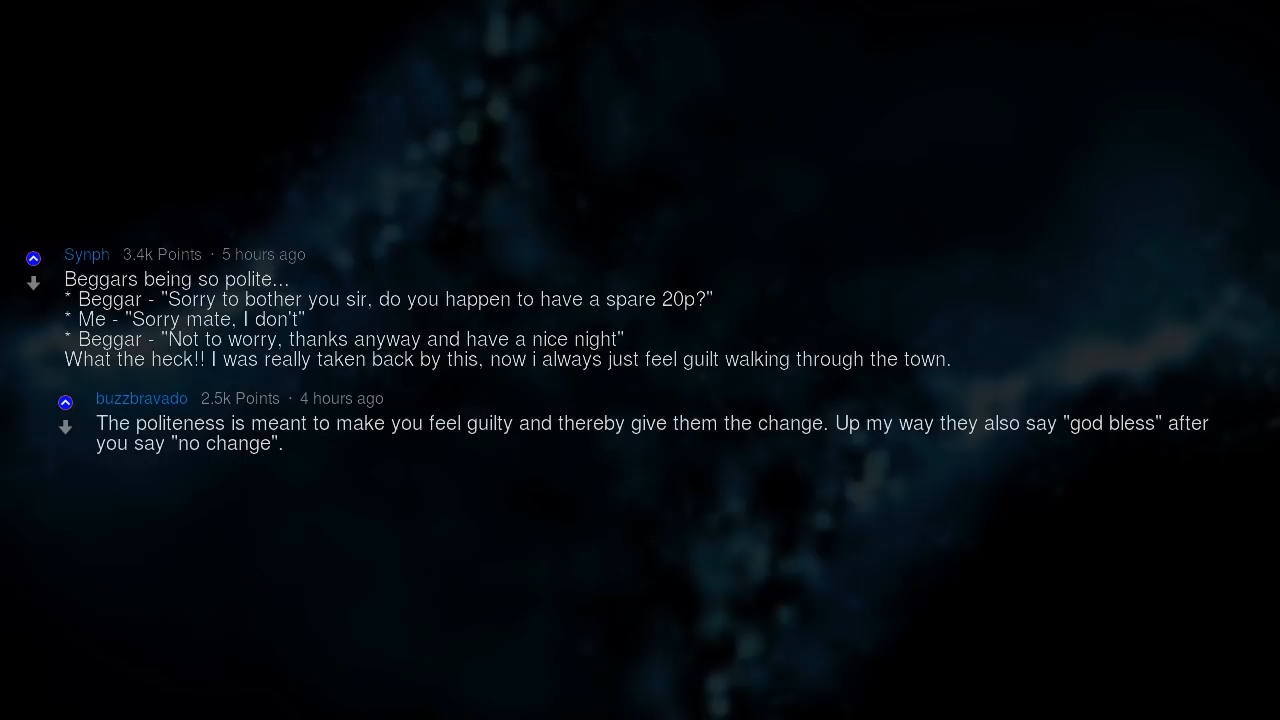 Synph 3.4k Points · 5 hours ago
Beggars being so polite...
* Beggar - "Sorry to bother you sir, do you happen to have a spare 20p?"
* Me - "Sorry mate, I don't"
* Beggar - "Not to worry, thanks anyway and have a nice night"
What the heck!! I was really taken back by this, now i always just feel guilt walking through the town.
buzzbravado 2.5k Points · 4 hours ago
The politeness is meant to make you feel guilty and thereby give them the change. Up my way they also say "god bless" after
you say "no change".